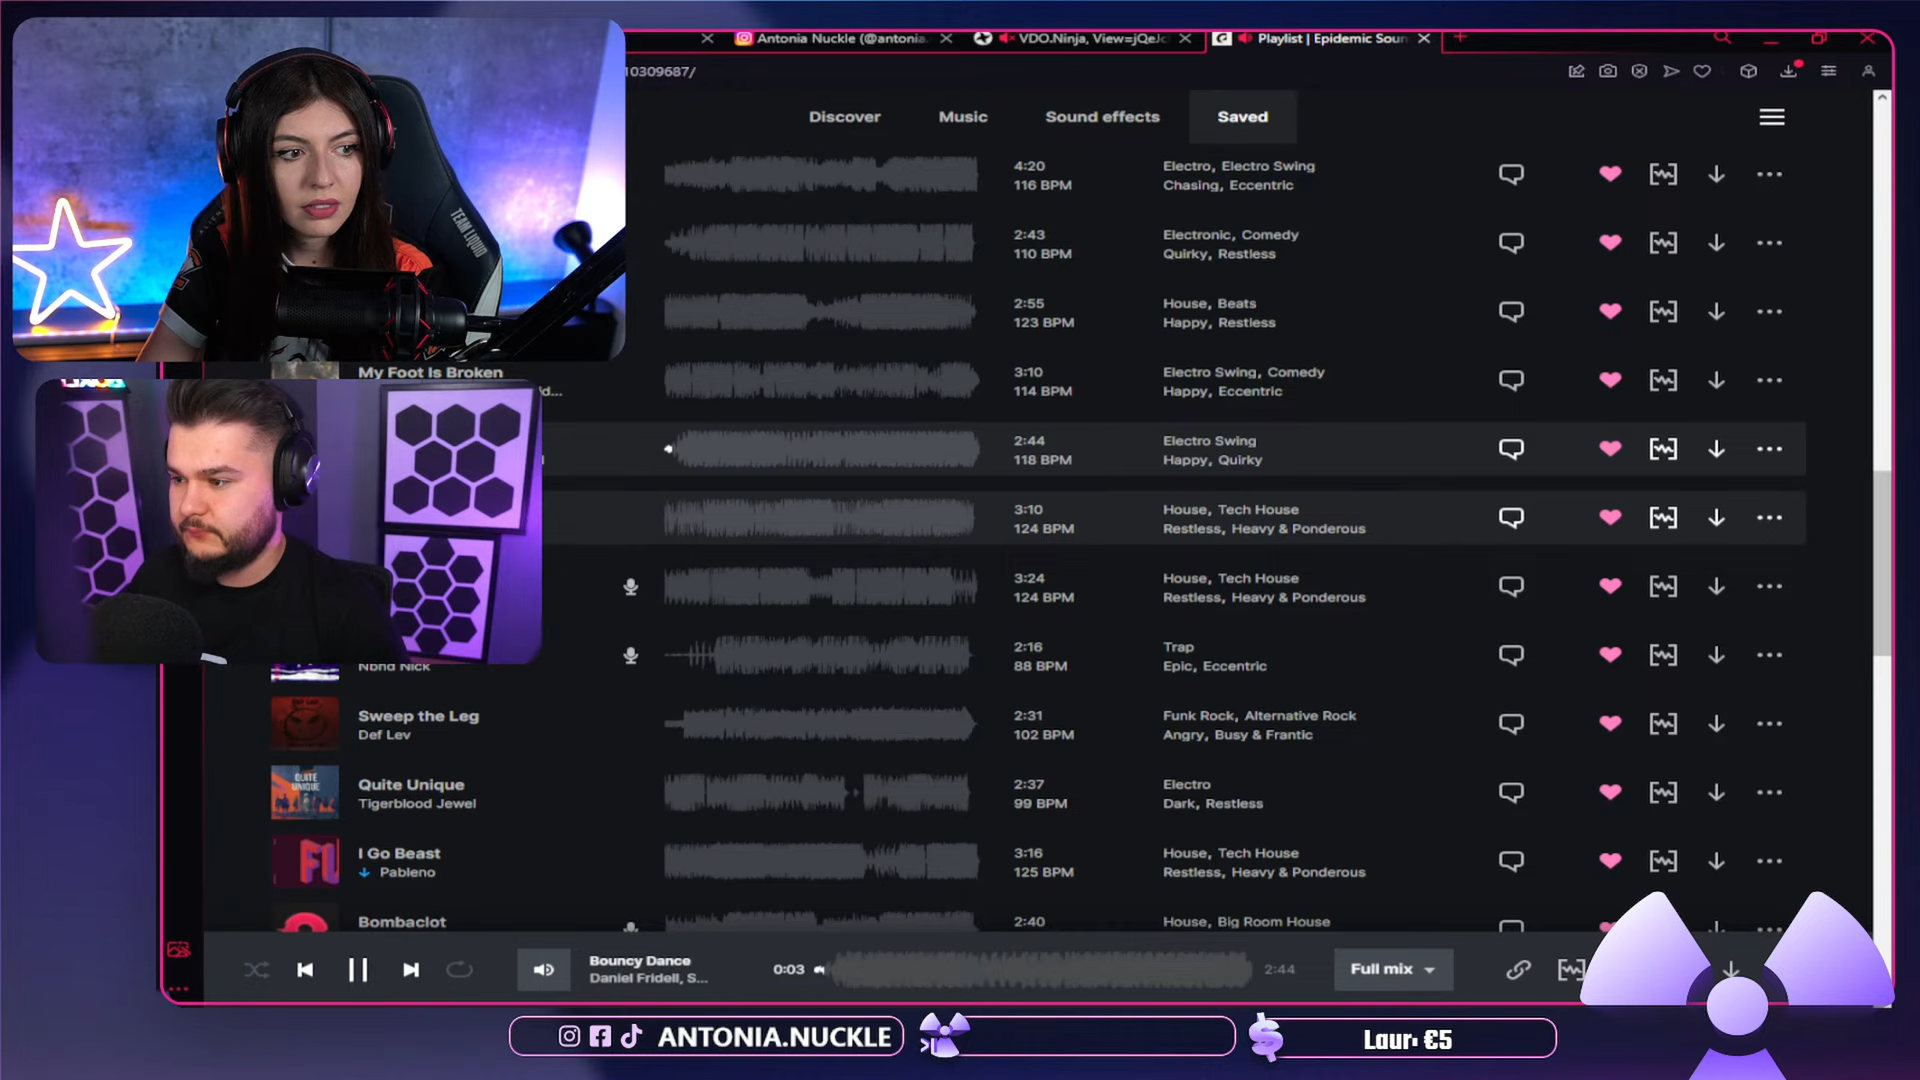 Antonia Nuckle (@antonia.
VDO.Ninja, View=jQeJc
Playlist | Epidemic Soun
10309687/
Discover
Music
Sound effects
Saved
TEAM LIQUID
4:20
116 BPM
Electro, Electro Swing
Chasing, Eccentric
2:43
110 BPM
Electronic, Comedy
Quirky, Restless
2:55
123 BPM
House, Beats
Happy, Restless
My Foot Is Broken
id...
3:10
114 BPM
Electro Swing, Comedy
Happy, Eccentric
2:44
118 BPM
Electro Swing
Happy, Quirky
3:10
124 BPM
House, Tech House
Restless, Heavy & Ponderous
3:24
124 BPM
House, Tech House
Restless, Heavy & Ponderous
Nbhd Nick
2:16
88 BPM
Trap
Epic, Eccentric
Sweep the Leg
Def Lev
2:31
102 BPM
Funk Rock, Alternative Rock
Angry, Busy & Frantic
QUITE
UNIQUE
Quite Unique
Tigerblood Jewel
2:37
99 BPM
Electro
Dark, Restless
I Go Beast
Pableno
3:16
125 BPM
House, Tech House
Restless, Heavy & Ponderous
Bombaclot
2:40
House, Big Room House
Bouncy Dance
Daniel Fridell, S...
0:03
2:44
Full mix
ANTONIA.NUCKLE
Laur: €5